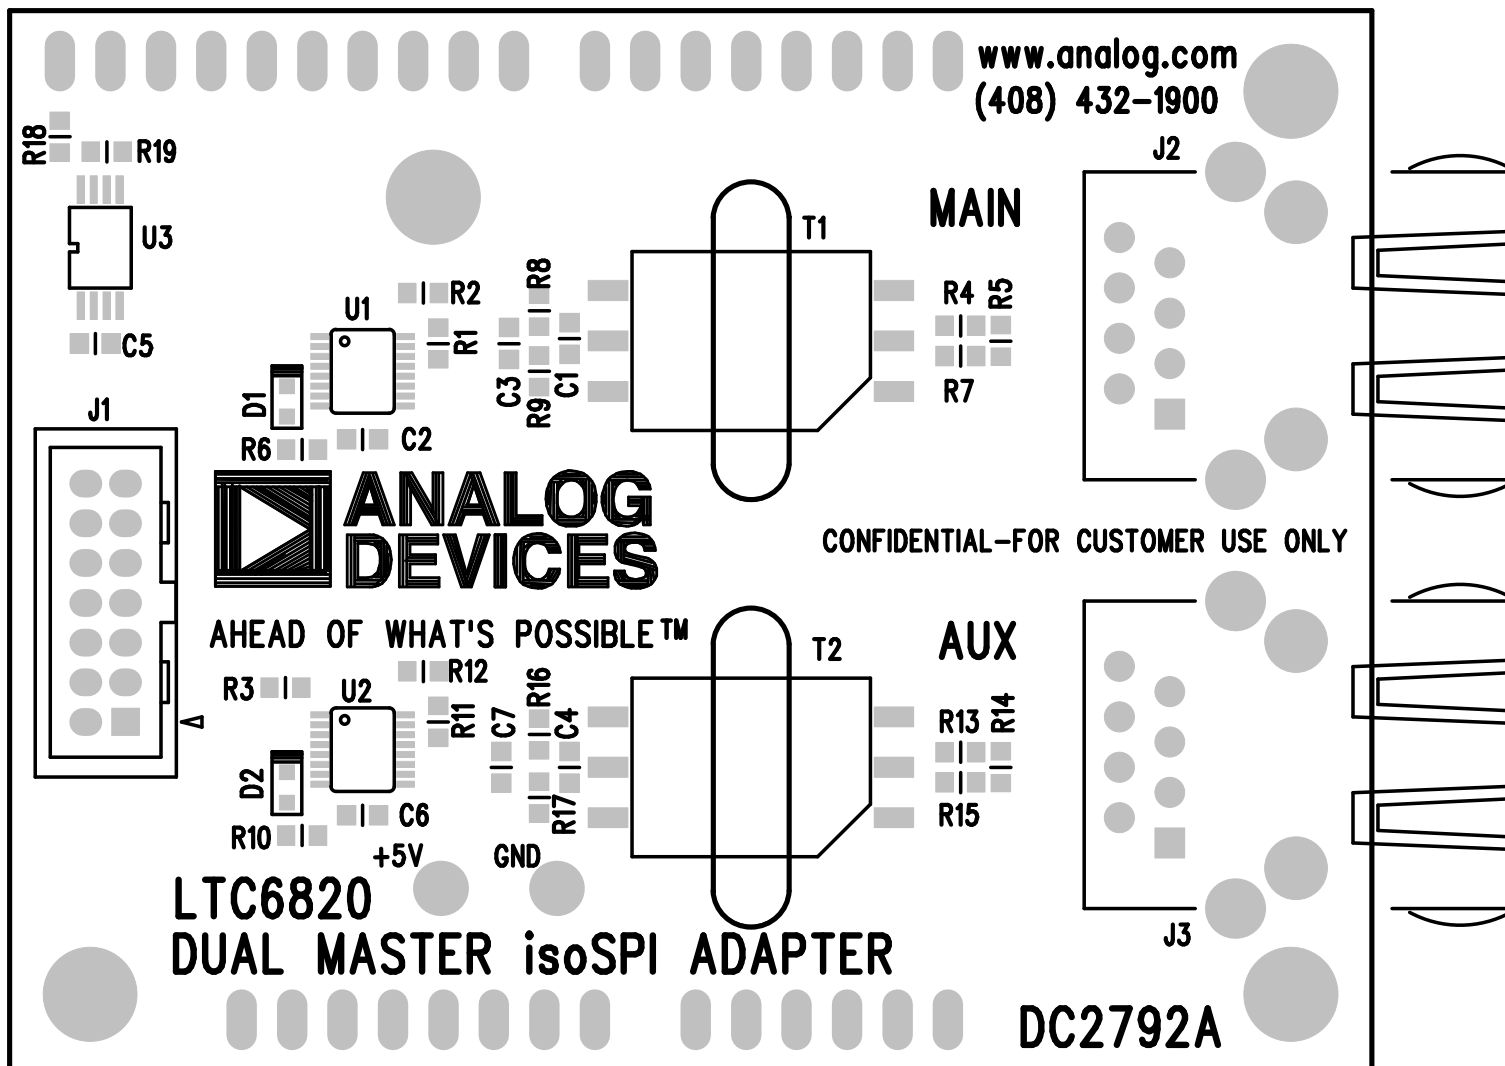 www.analog.com
(408) 432-1900
R18
R19
J2
U3
T1
MAIN
R8
R2
R4
R5
U1
R1
C5
C3
C1
R9
R7
D1
J1
R6
C2
ANALOG
DEVICES
CONFIDENTIAL-FOR CUSTOMER USE ONLY
AHEAD OF WHAT'S POSSIBLE™
T2
AUX
R12
R3
U2
R16
R11
C7
C4
R13
R14
D2
R17
C6
R15
R10
+5V
GND
LTC6820
DUAL MASTER isoSPI ADAPTER
J3
DC2792A